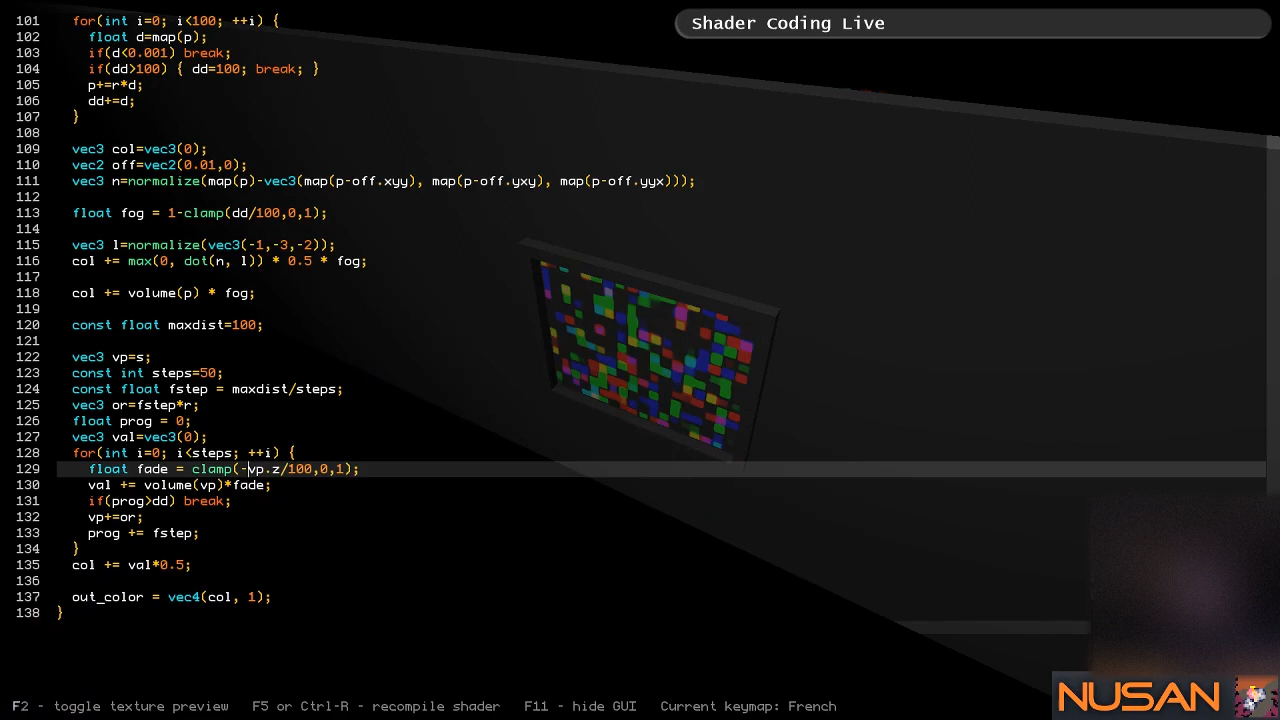 Shader Coding Live
101 for(int i=0; i<100; ++i) {
102 float d=map(p);
103 if(d<0.001) break;
104 if(dd>100) { dd=100; break; }
105 p+=r*d;
106 dd+=d;
107 }
108
109 vec3 col=vec3(0);
110 vec2 off=vec2(0.01,0);
111 vec3 n=normalize(map(p)-vec3(map(p-off.xyy), map(p-off.yxy), map(p-off.yyx)));
112
113 float fog = 1-clamp(dd/100,0,1);
114
115 vec3 l=normalize(vec3(-1,-3,-2));
116 col += max(0, dot(n, l)) * 0.5 * fog;
117
118 col += volume(p) * fog;
119
120 const float maxdist=100;
121
122 vec3 vp=s;
123 const int steps=50;
124 const float fstep = maxdist/steps;
125 vec3 or=fstep*r;
126 float prog = 0;
127 vec3 val=vec3(0);
128 for(int i=0; i<steps; ++i) {
129 float fade = clamp(-vp.z/100,0,1);
130 val += volume(vp)*fade;
131 if(prog>dd) break;
132 vp+=or;
133 prog += fstep;
134 }
135 col += val*0.5;
136
137 out_color = vec4(col, 1);
138 }
F2 - toggle texture preview F5 or Ctrl-R - recompile shader F11 - hide GUI Current keymap: French
NUSAN